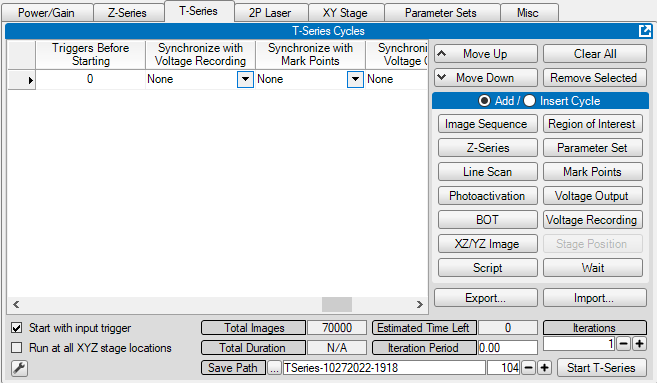 Power/Gain Z-Series T-Series 2P Laser XY Stage Parameter Sets Misc
T-Series Cycles
Triggers Before Starting
Synchronize with Voltage Recording
Synchronize with Mark Points
Synchroni
Voltage O
0 None None None
Move Up Clear All
Move Down Remove Selected
Add / Insert Cycle
Image Sequence Region of Interest
Z-Series Parameter Set
Line Scan Mark Points
Photoactivation Voltage Output
BOT Voltage Recording
XZ/YZ Image Stage Position
Script Wait
Export... Import...
Start with input trigger Total Images 70000 Estimated Time Left 0 Iterations
Run at all XYZ stage locations Total Duration N/A Iteration Period 0.00 1
Save Path ... TSeries-10272022-1918 104 Start T-Series